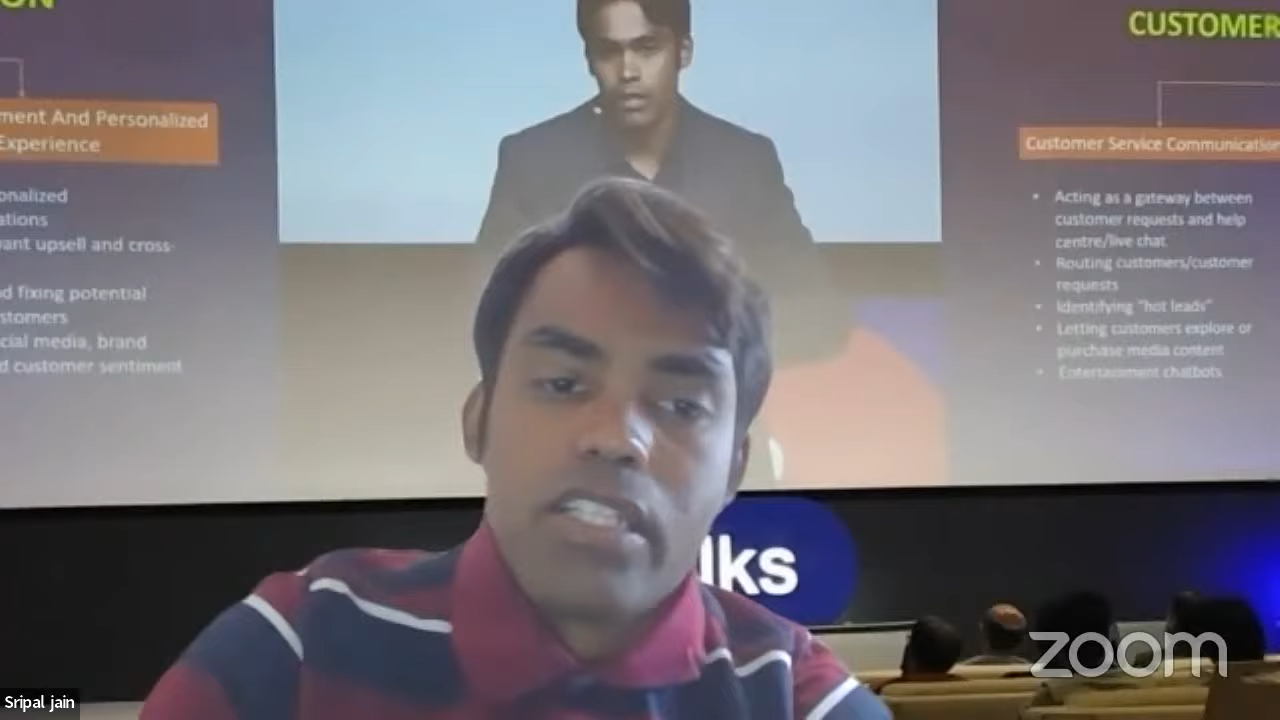 ON
ment And Personalized
Experience
onalized
ations
vant upsell and cross-
d fixing potential
stomers
cial media, brand
d customer sentiment
CUSTOMER
Customer Service Communication
• Acting as a gateway between
customer requests and help
centre/live chat
• Routing customers/customer
requests
• Identifying "hot leads"
• Letting customers explore or
purchase media content
• Entertainment chatbots
lks
zoom
Sripal jain